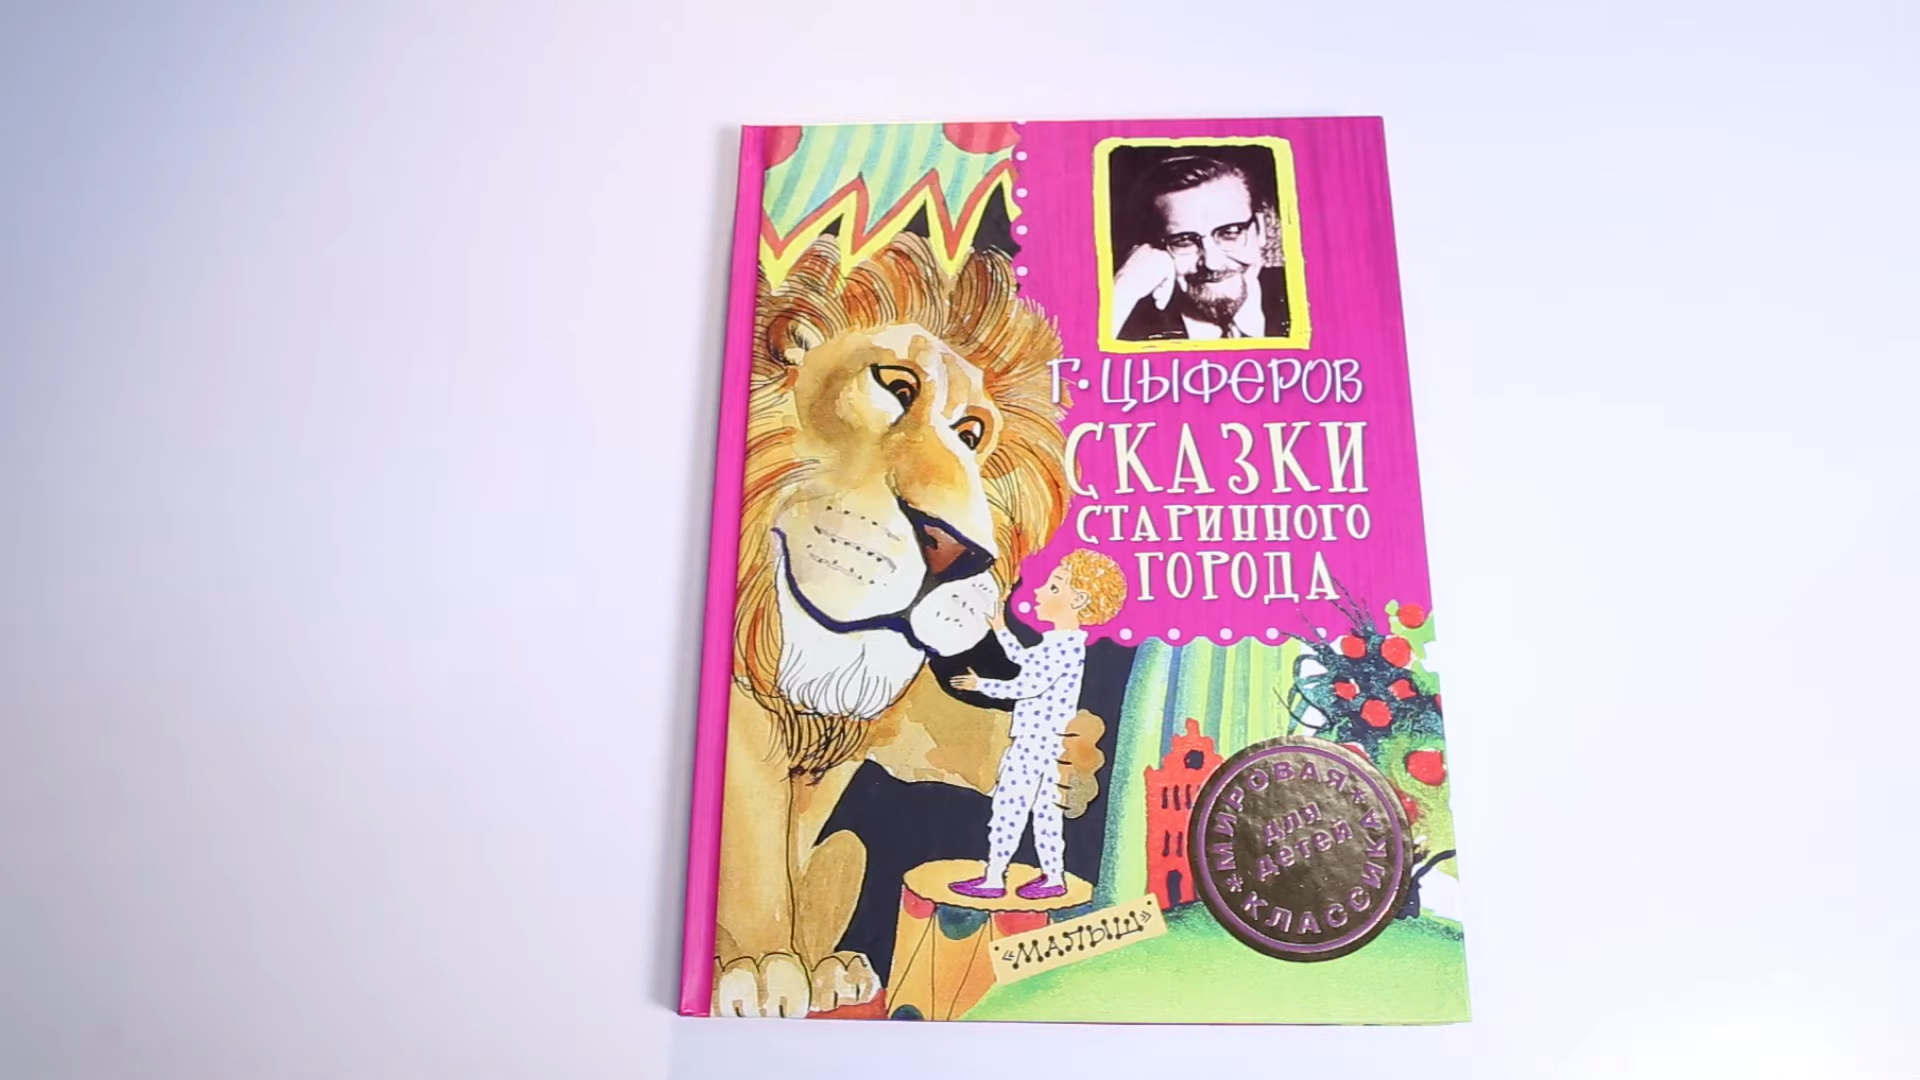 Г. ЦЫФЕРОВ
СКАЗКИ
СТАРИННОГО
ГОРОДА
*МИРОВАЯ*
для
детей
КЛАССИКА
«МАЛЫШ»